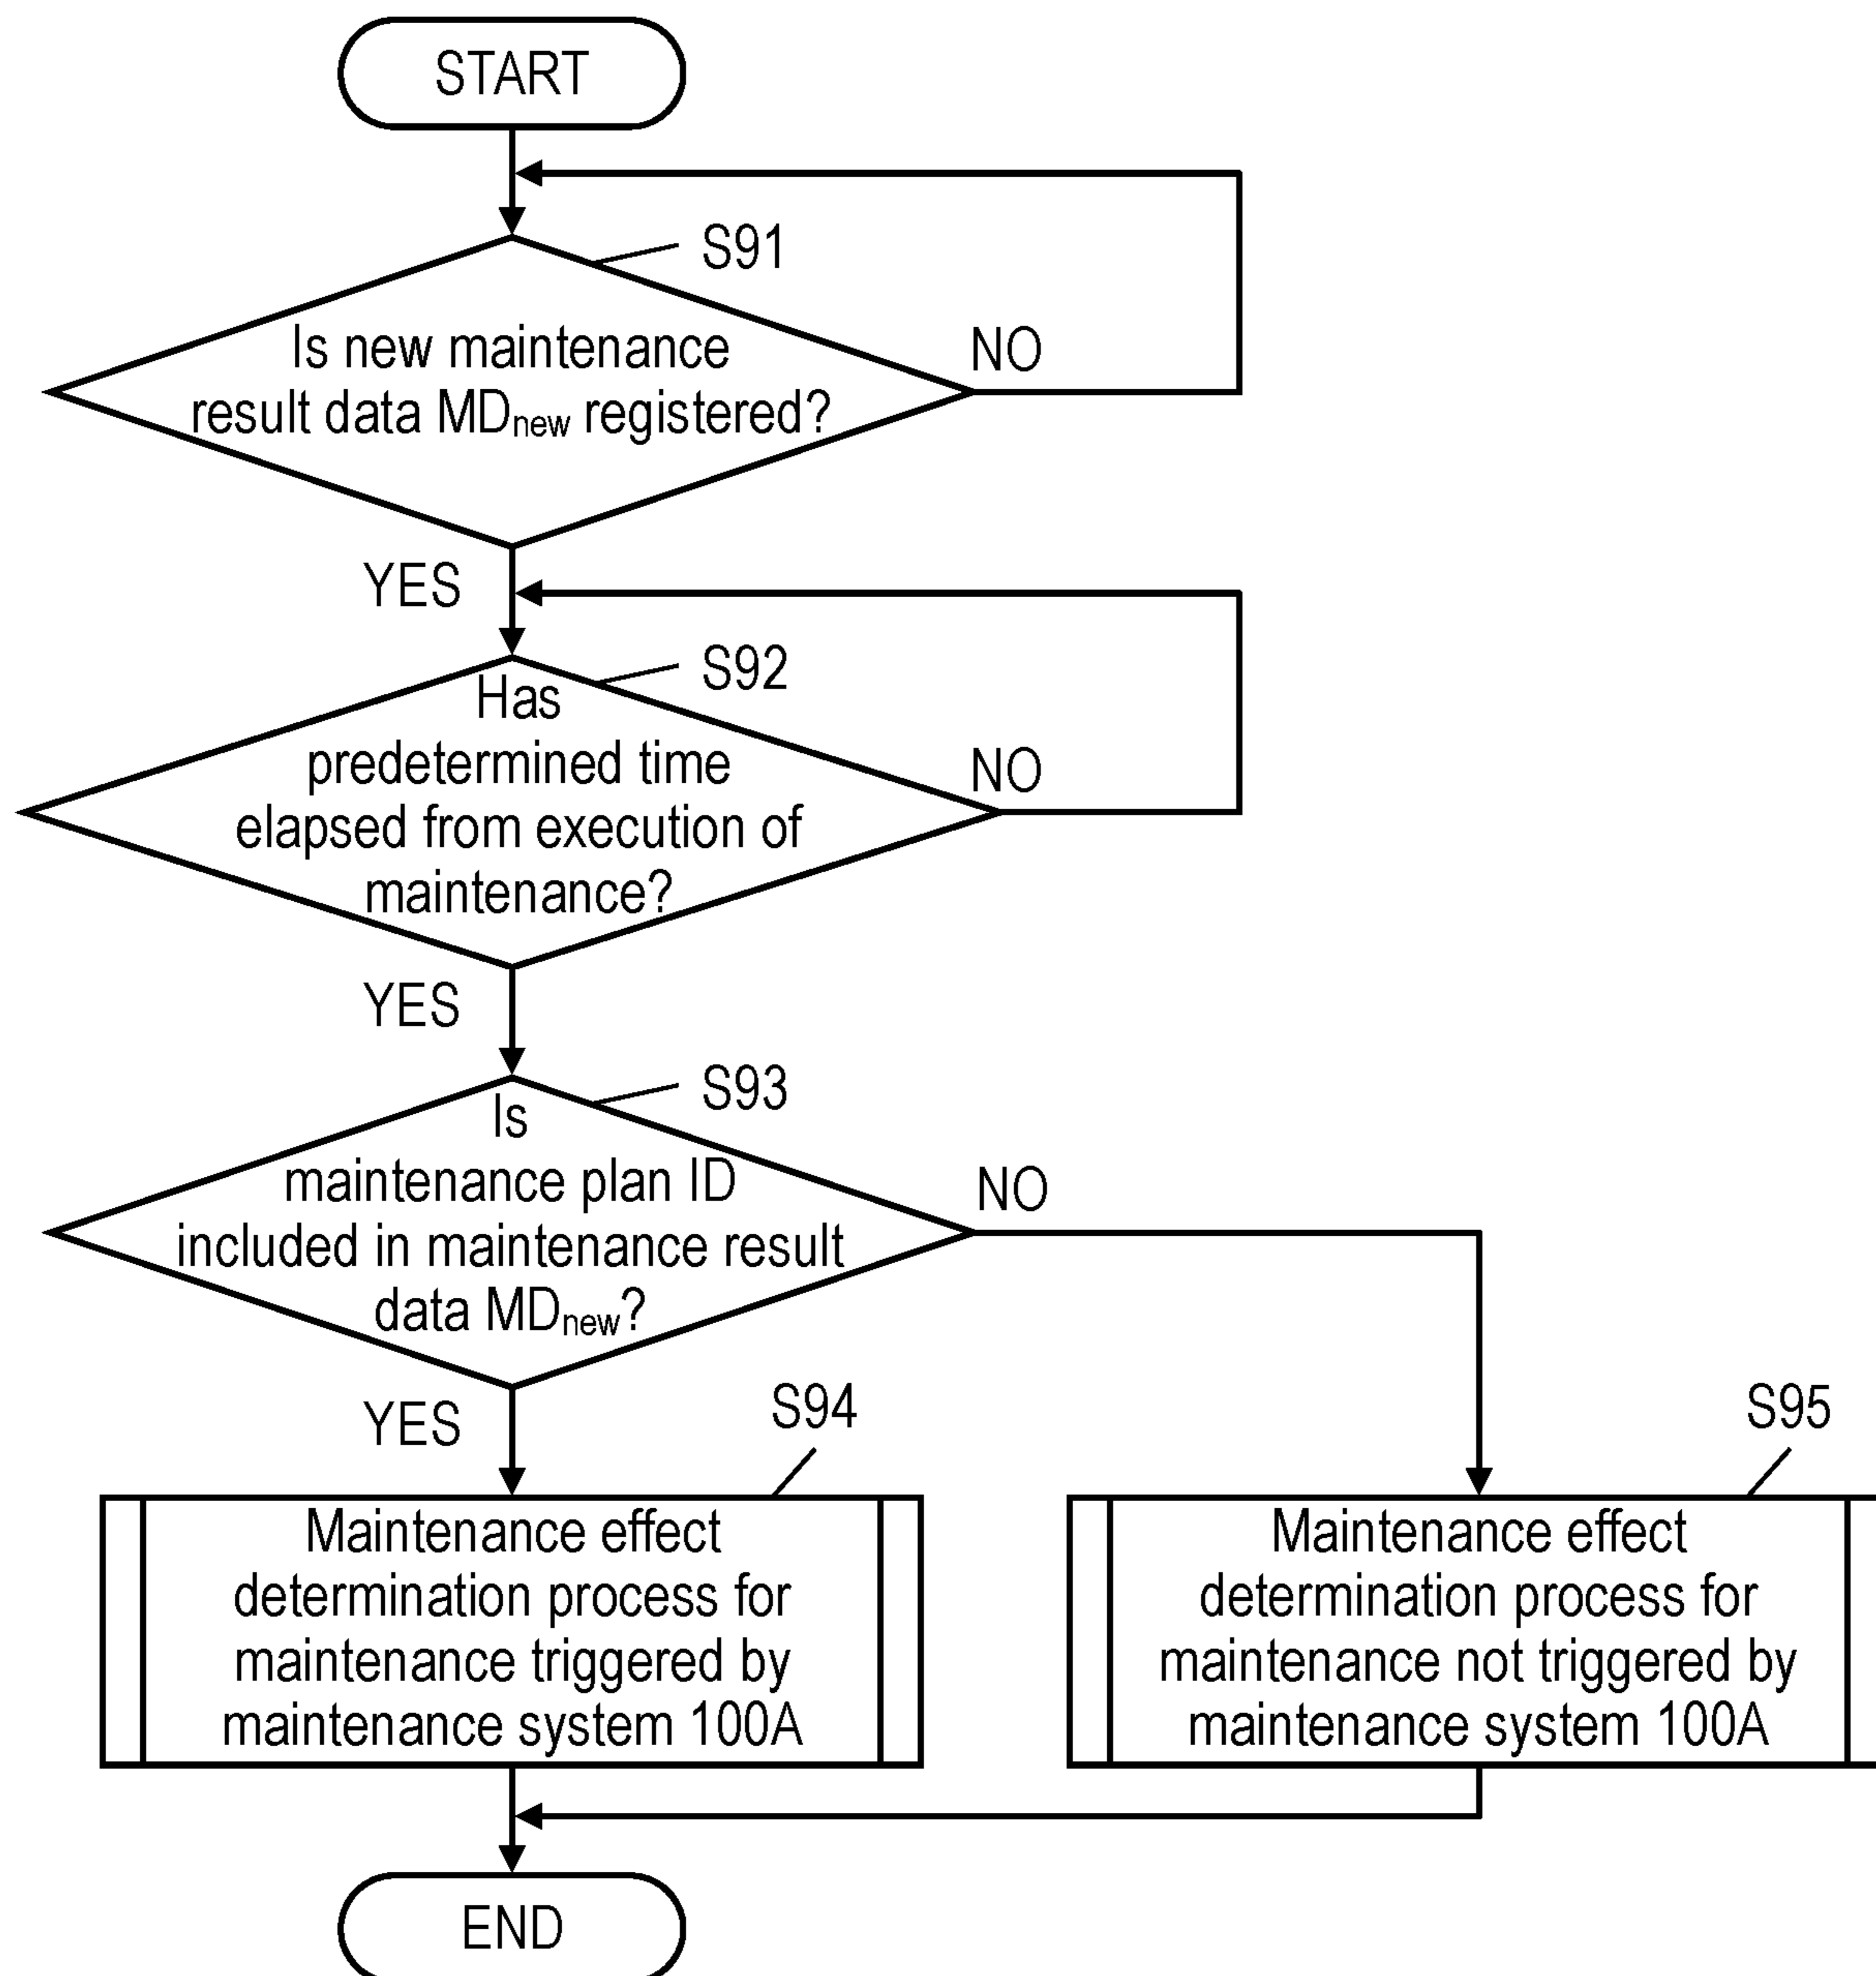 START
S91
Is new maintenance
result data MDnew registered?
NO
YES
S92
Has
predetermined time
elapsed from execution of
maintenance?
NO
YES
S93
Is
maintenance plan ID
included in maintenance result
data MDnew?
NO
YES
S94
Maintenance effect
determination process for
maintenance triggered by
maintenance system 100A
S95
Maintenance effect
determination process for
maintenance not triggered by
maintenance system 100A
END